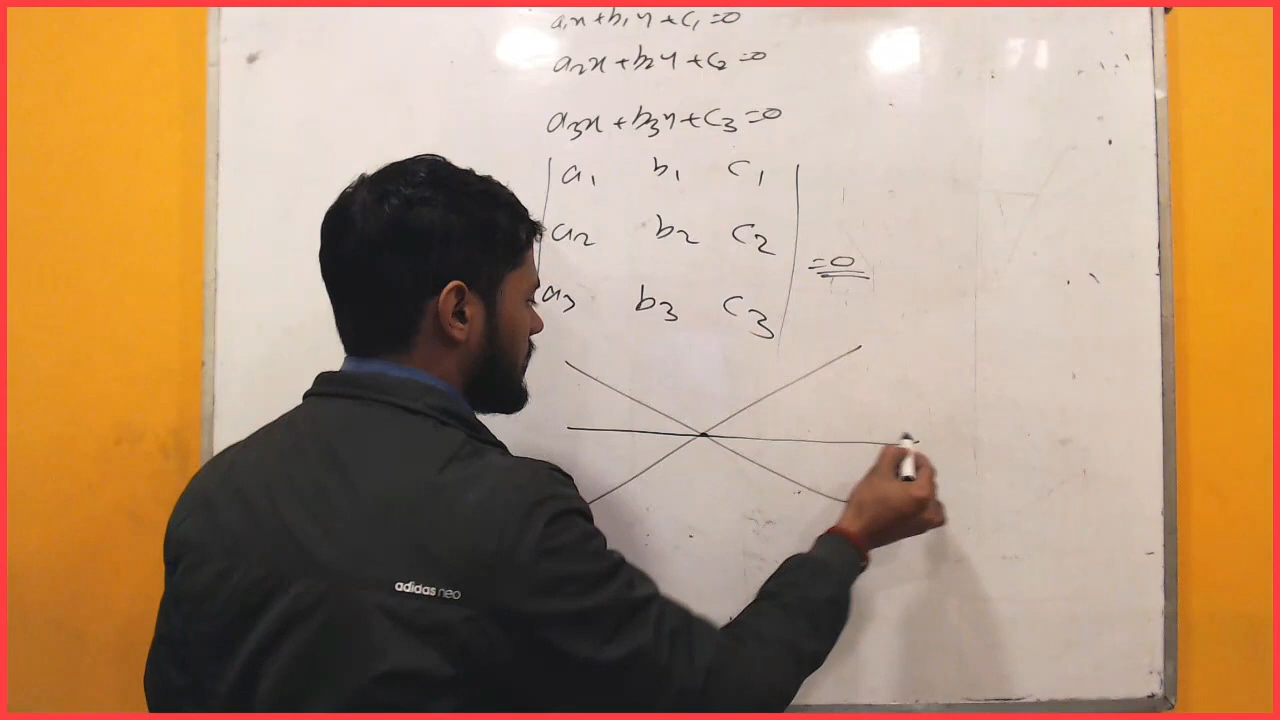 a₁x+b₁y+c₁=0
a₂x+b₂y+c₂=0
a₃x+b₃y+c₃=0
a₁ b₁ c₁
a₂ b₂ c₂ =0
a₃ b₃ c₃
adidas neo